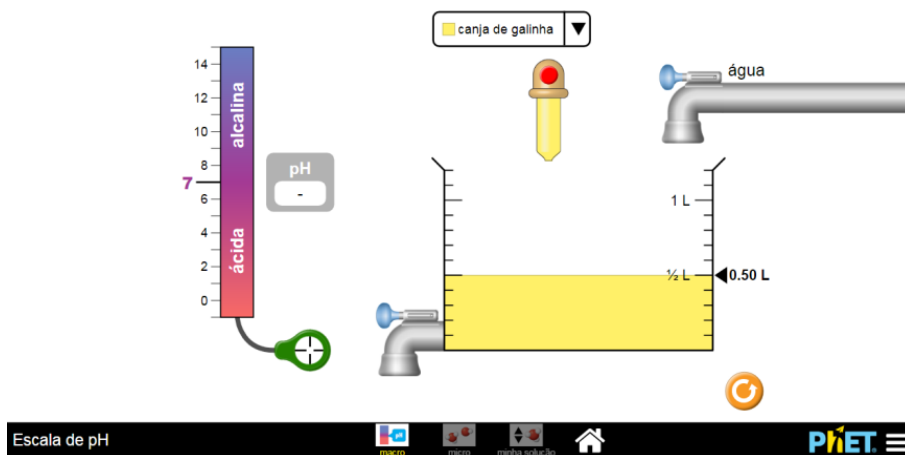 canja de galinha
água
14
12
10
8
7
6
4
2
0
alcalina
ácida
pH
-
1 L
½ L
0.50 L
Escala de pH
macro
micro
minha solução
PhET